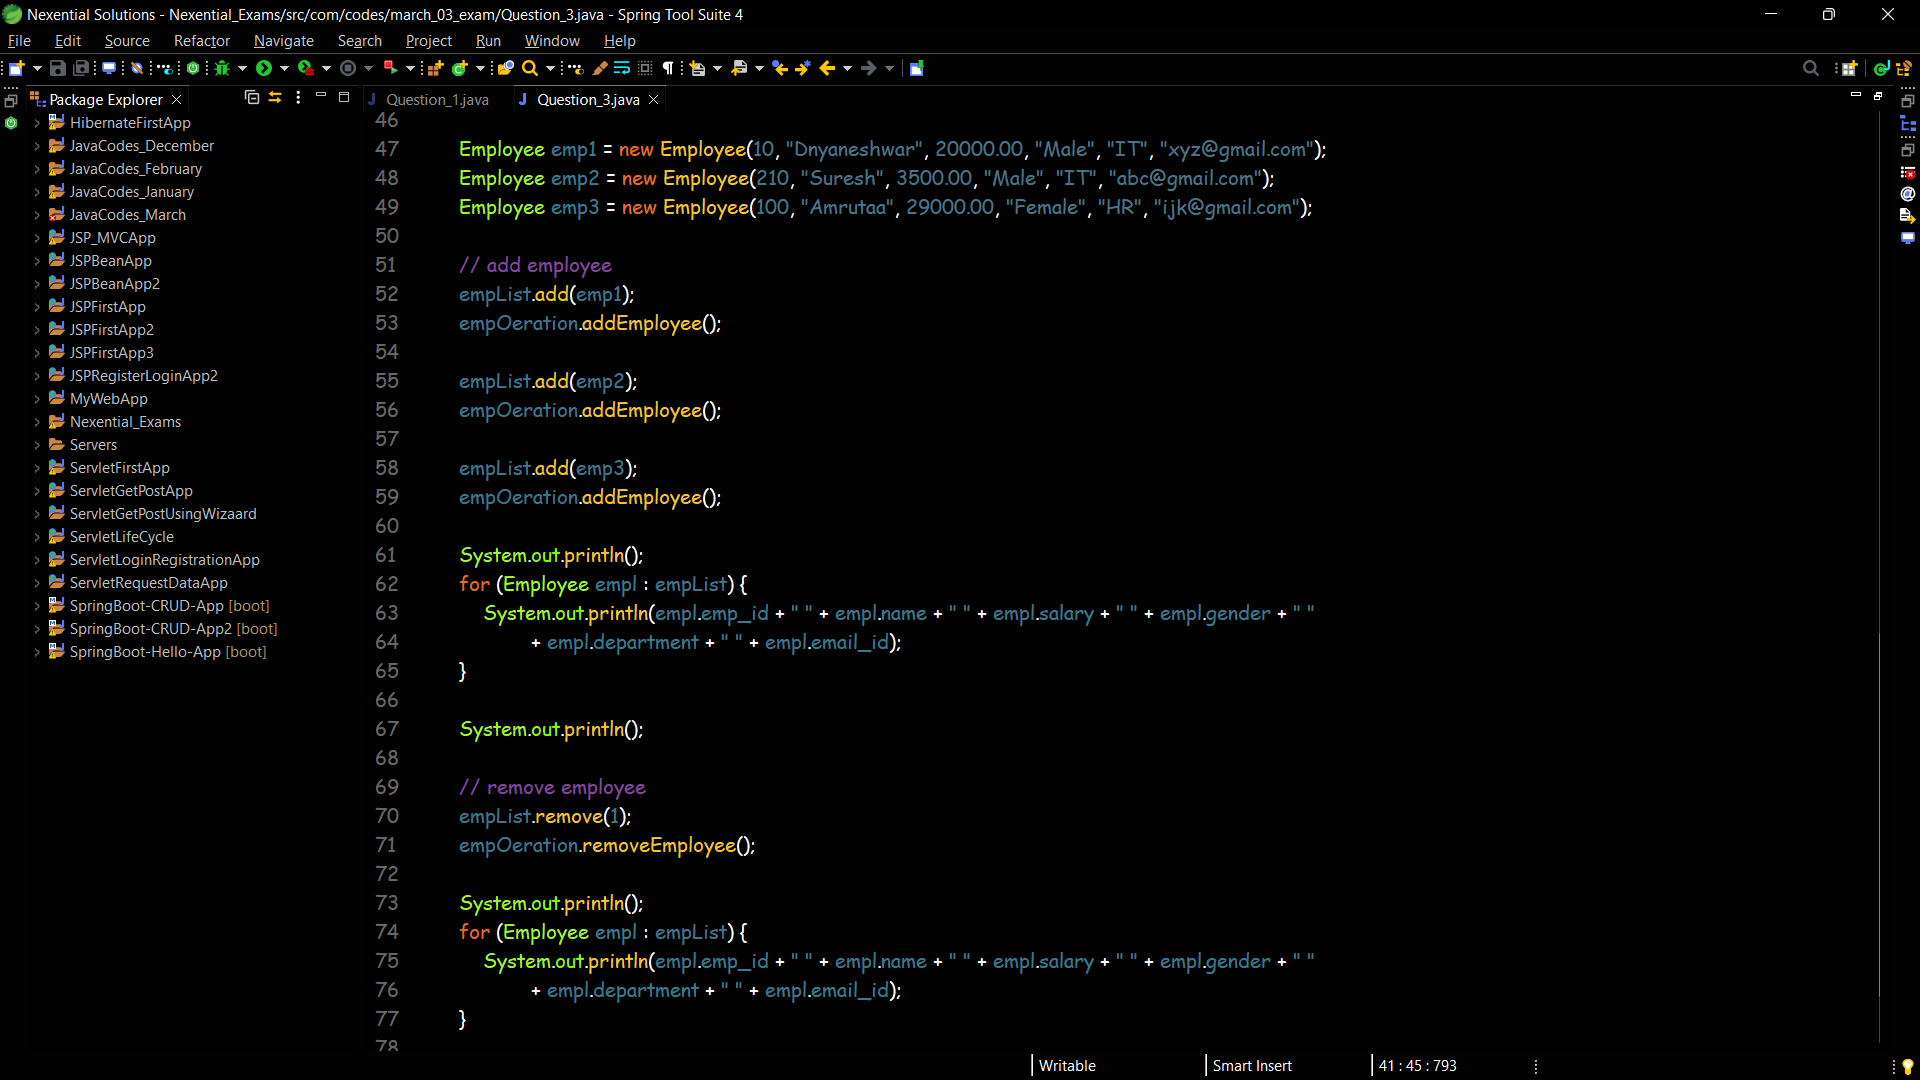 Nexential Solutions - Nexential_Exams/src/com/codes/march_03_exam/Question_3.java - Spring Tool Suite 4
File Edit Source Refactor Navigate Search Project Run Window Help
Package Explorer
HibernateFirstApp
JavaCodes_December
JavaCodes_February
JavaCodes_January
JavaCodes_March
JSP_MVCApp
JSPBeanApp
JSPBeanApp2
JSPFirstApp
JSPFirstApp2
JSPFirstApp3
JSPRegisterLoginApp2
MyWebApp
Nexential_Exams
Servers
ServletFirstApp
ServletGetPostApp
ServletGetPostUsingWizaard
ServletLifeCycle
ServletLoginRegistrationApp
ServletRequestDataApp
SpringBoot-CRUD-App [boot]
SpringBoot-CRUD-App2 [boot]
SpringBoot-Hello-App [boot]
Question_1.java Question_3.java
46
47 Employee emp1 = new Employee(10, "Dnyaneshwar", 20000.00, "Male", "IT", "xyz@gmail.com");
48 Employee emp2 = new Employee(210, "Suresh", 3500.00, "Male", "IT", "abc@gmail.com");
49 Employee emp3 = new Employee(100, "Amrutaa", 29000.00, "Female", "HR", "ijk@gmail.com");
50
51 // add employee
52 empList.add(emp1);
53 empOeration.addEmployee();
54
55 empList.add(emp2);
56 empOeration.addEmployee();
57
58 empList.add(emp3);
59 empOeration.addEmployee();
60
61 System.out.println();
62 for (Employee empl : empList) {
63 System.out.println(empl.emp_id + " " + empl.name + " " + empl.salary + " " + empl.gender + " "
64 + empl.department + " " + empl.email_id);
65 }
66
67 System.out.println();
68
69 // remove employee
70 empList.remove(1);
71 empOeration.removeEmployee();
72
73 System.out.println();
74 for (Employee empl : empList) {
75 System.out.println(empl.emp_id + " " + empl.name + " " + empl.salary + " " + empl.gender + " "
76 + empl.department + " " + empl.email_id);
77 }
78
Writable Smart Insert 41 : 45 : 793